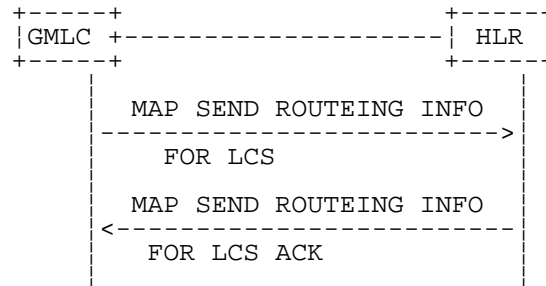 GMLC
HLR
MAP SEND ROUTEING INFO
FOR LCS
MAP SEND ROUTEING INFO
FOR LCS ACK